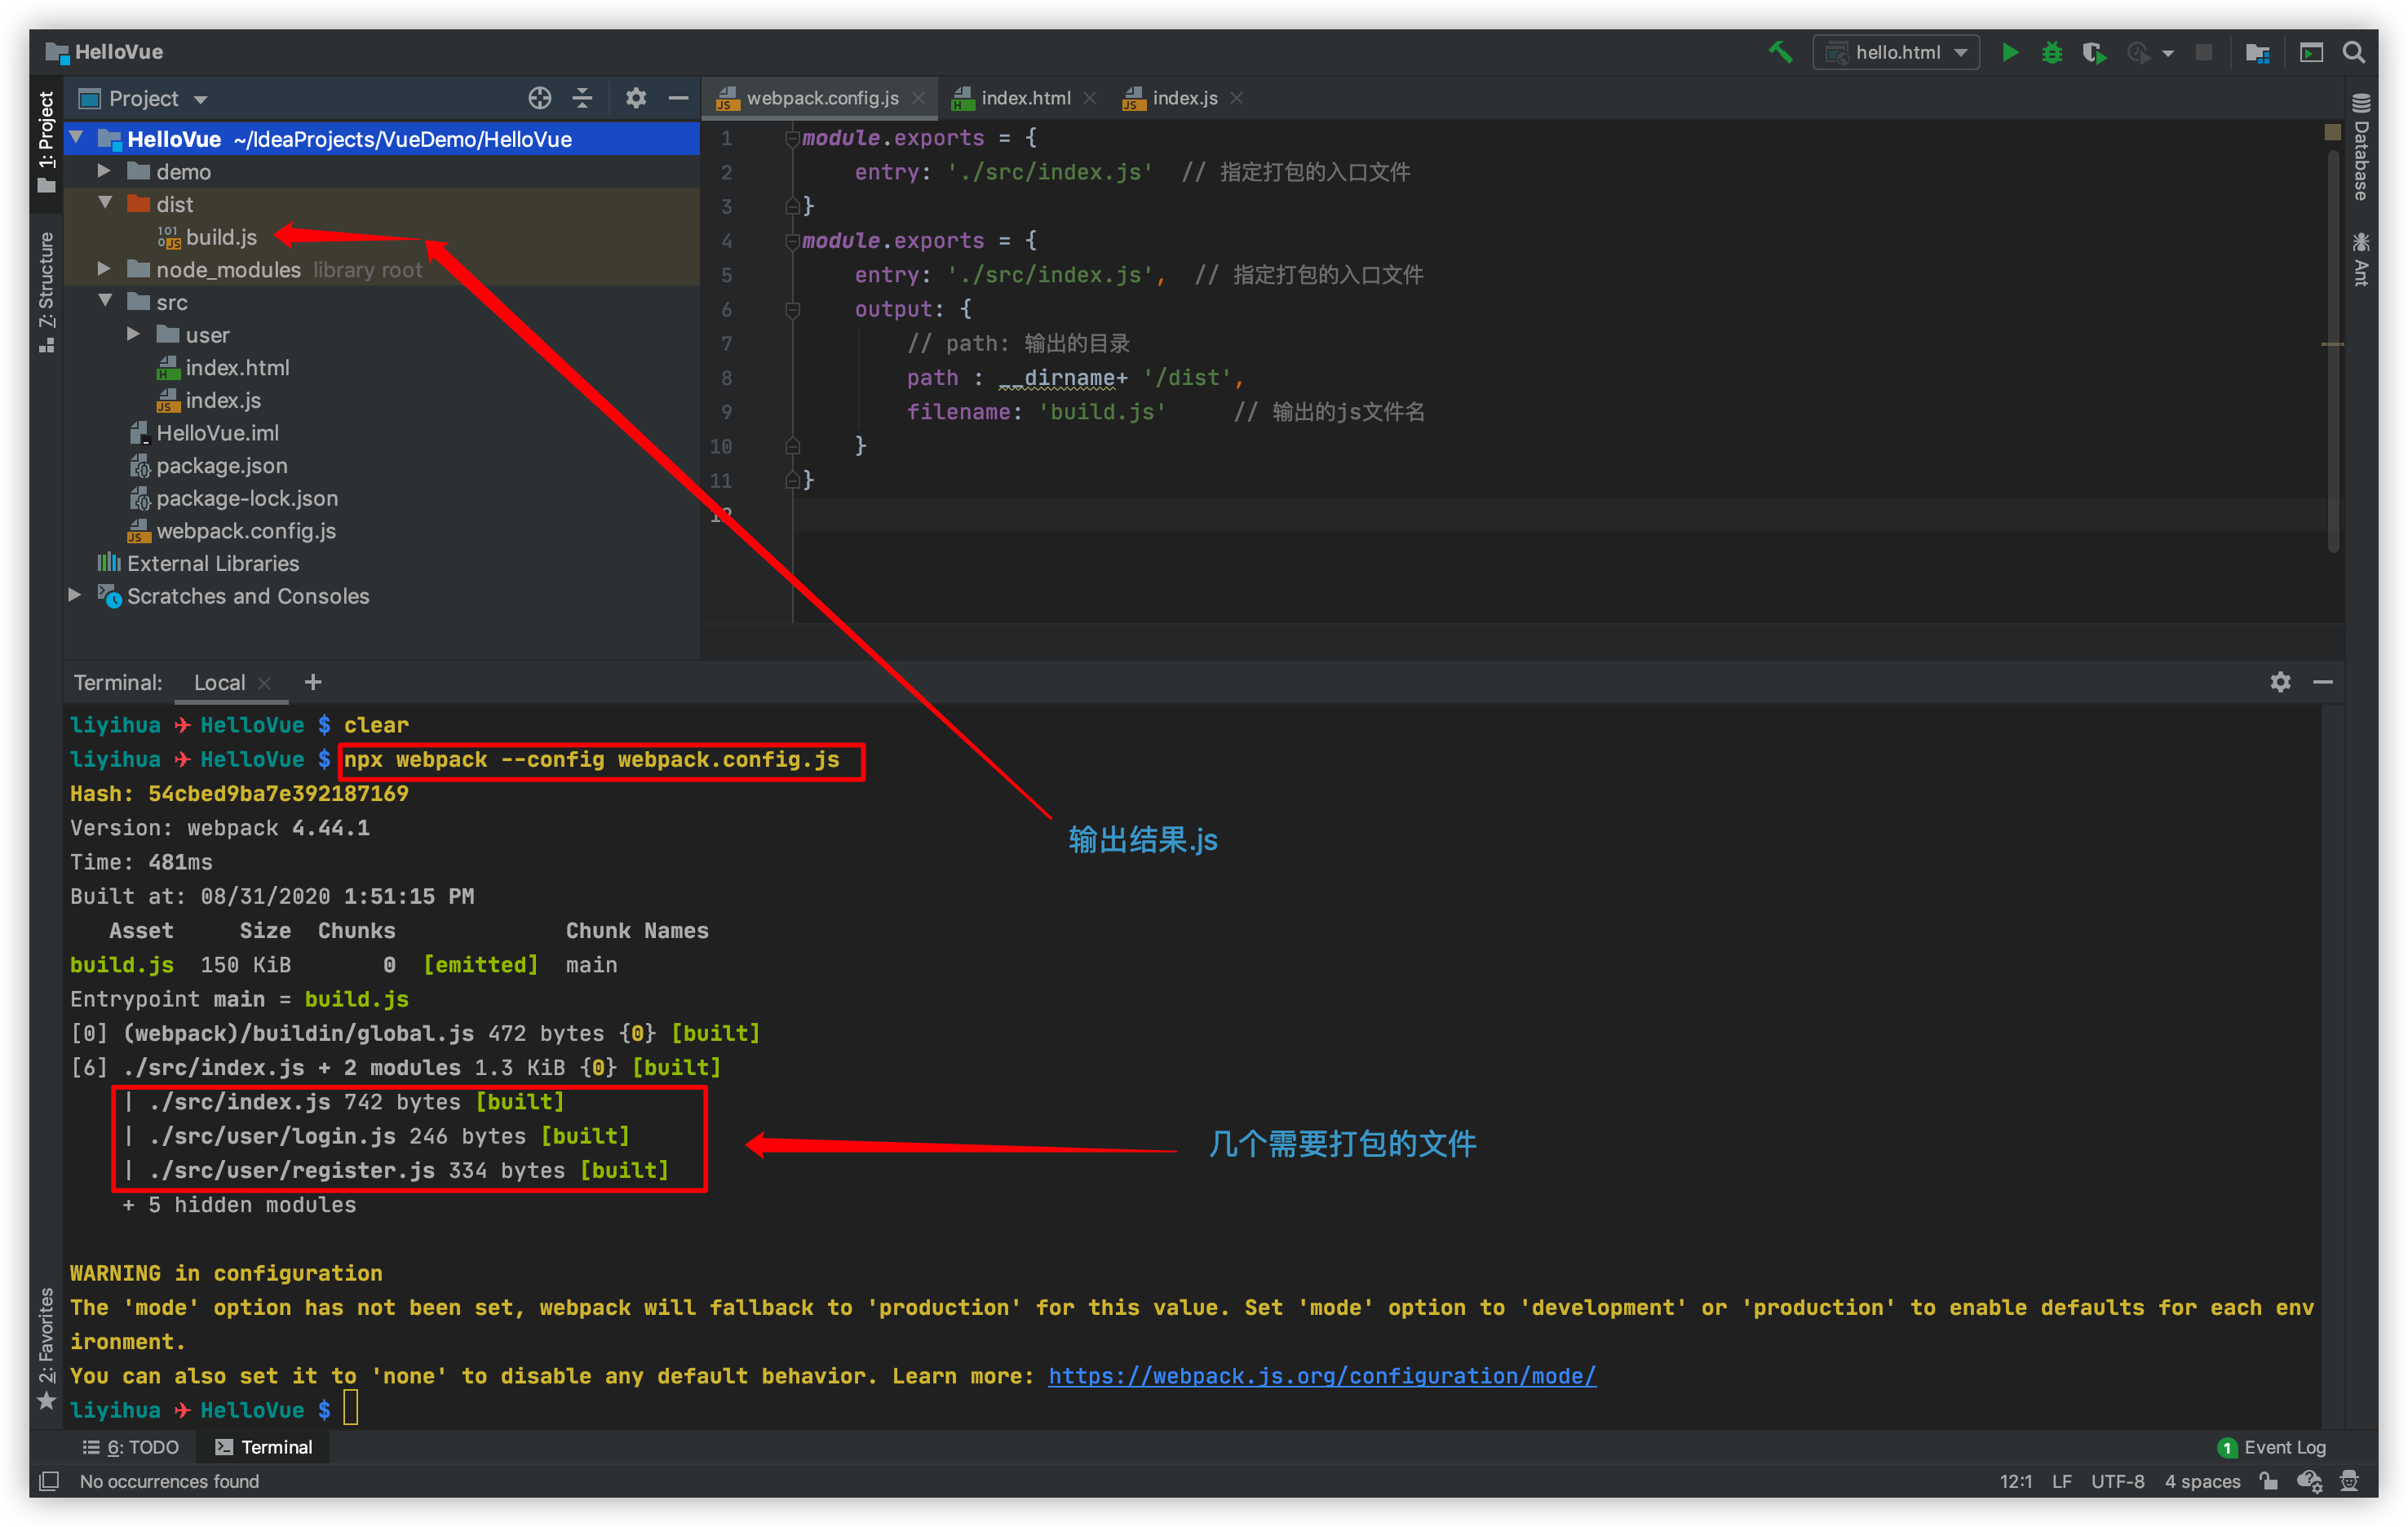 HelloVue
hello.html
1: Project
Project
webpack.config.js
index.html
index.js
HelloVue ~/IdeaProjects/VueDemo/HelloVue
demo
dist
build.js
node_modules library root
src
user
index.html
index.js
HelloVue.iml
package.json
package-lock.json
webpack.config.js
External Libraries
Scratches and Consoles
7: Structure
2: Favorites
Database
Ant
1 module.exports = {
2 entry: './src/index.js' // 指定打包的入口文件
3 }
4 module.exports = {
5 entry: './src/index.js', // 指定打包的入口文件
6 output: {
7 // path: 输出的目录
8 path : __dirname+ '/dist',
9 filename: 'build.js' // 输出的js文件名
10 }
11 }
12
Terminal: Local
liyihua ✈ HelloVue $ clear
liyihua ✈ HelloVue $ npx webpack --config webpack.config.js
Hash: 54cbed9ba7e392187169
Version: webpack 4.44.1
输出结果.js
Time: 481ms
Built at: 08/31/2020 1:51:15 PM
Asset Size Chunks Chunk Names
build.js 150 KiB 0 [emitted] main
Entrypoint main = build.js
[0] (webpack)/buildin/global.js 472 bytes {0} [built]
[6] ./src/index.js + 2 modules 1.3 KiB {0} [built]
| ./src/index.js 742 bytes [built]
| ./src/user/login.js 246 bytes [built]
几个需要打包的文件
| ./src/user/register.js 334 bytes [built]
+ 5 hidden modules
WARNING in configuration
The 'mode' option has not been set, webpack will fallback to 'production' for this value. Set 'mode' option to 'development' or 'production' to enable defaults for each env
ironment.
You can also set it to 'none' to disable any default behavior. Learn more: https://webpack.js.org/configuration/mode/
liyihua ✈ HelloVue $
6: TODO
Terminal
1 Event Log
No occurrences found
12:1 LF UTF-8 4 spaces